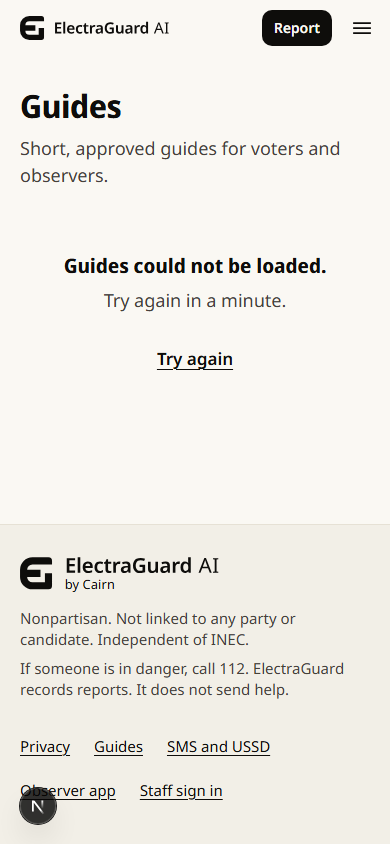 ElectraGuard AI
Report
Guides
Short, approved guides for voters and
observers.
Guides could not be loaded.
Try again in a minute.
Try again
ElectraGuard AI
by Cairn
Nonpartisan. Not linked to any party or
candidate. Independent of INEC.
If someone is in danger, call 112. ElectraGuard
records reports. It does not send help.
Privacy Guides SMS and USSD
Observer app Staff sign in
N